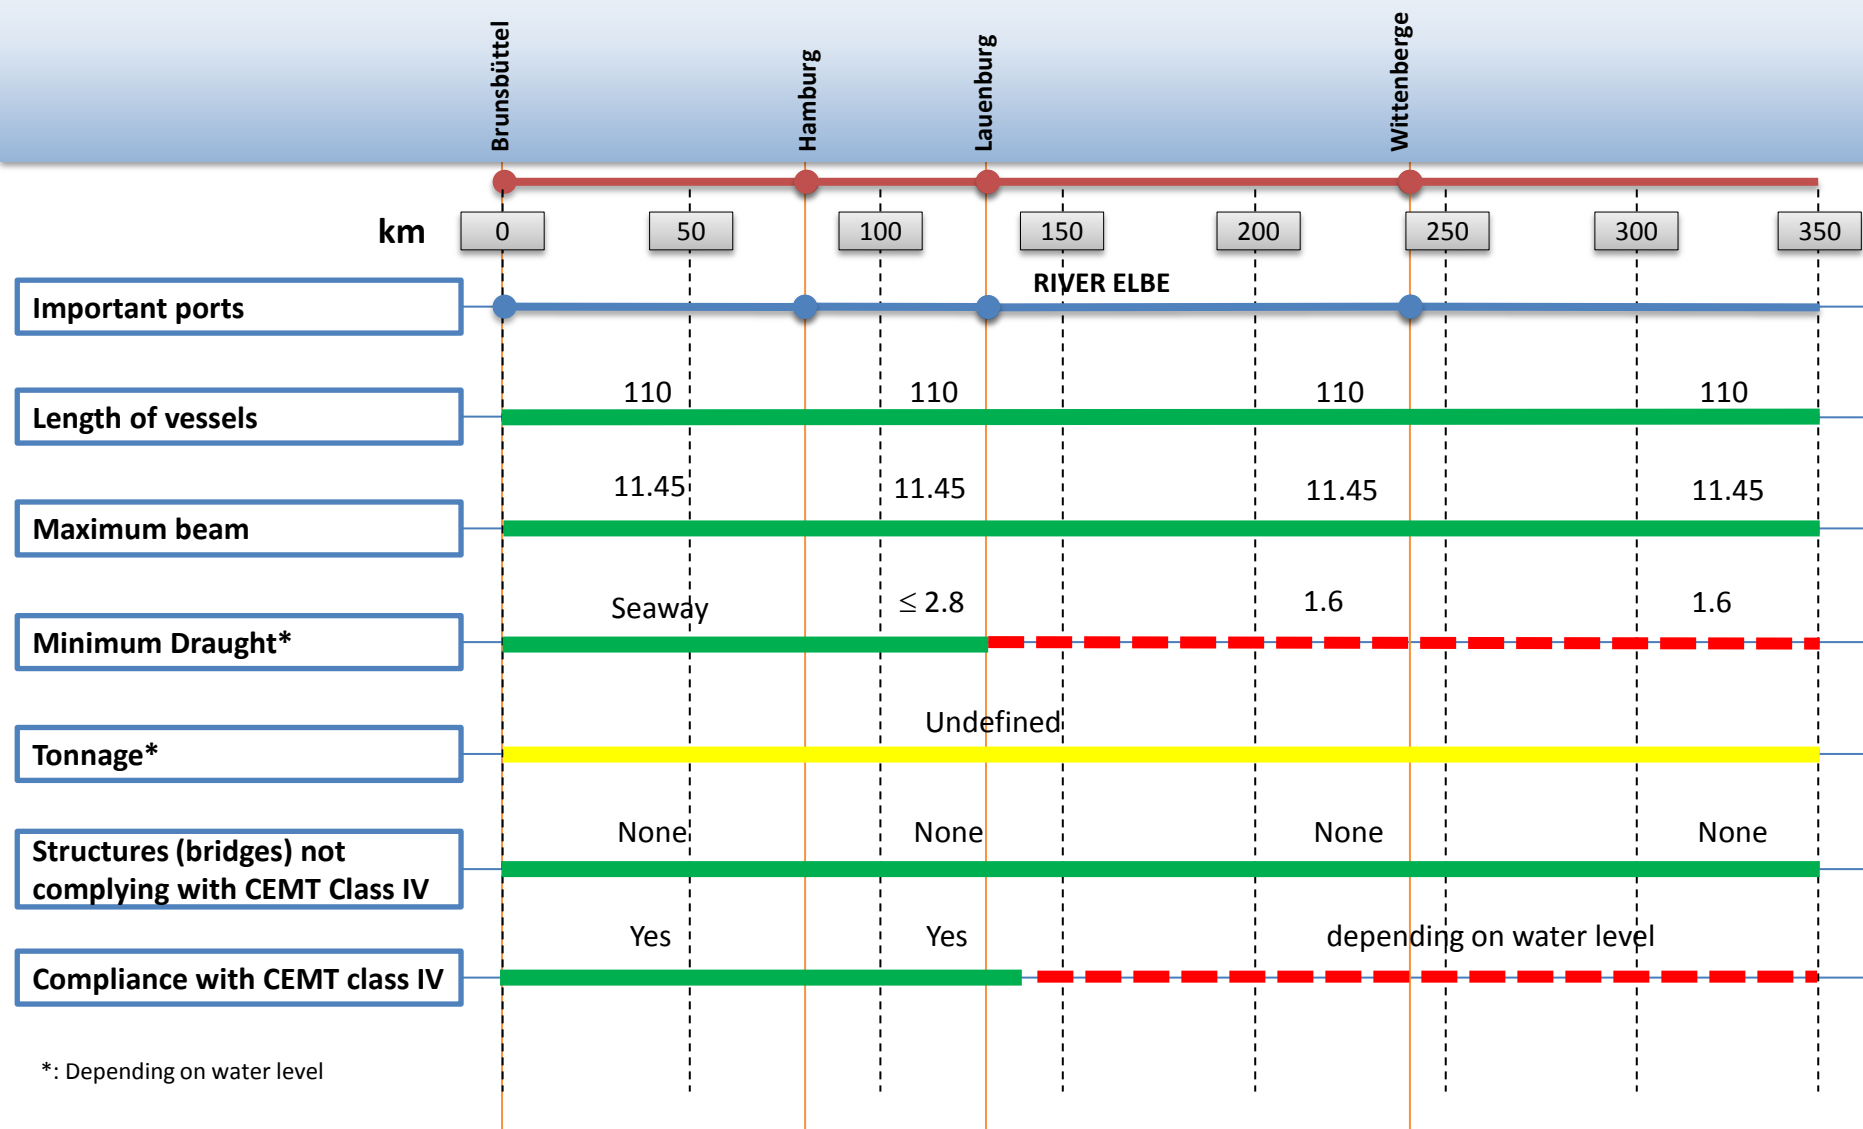 Brunsbüttel
Hamburg
Lauenburg
Wittenberge
km 0 50 100 150 200 250 300 350
RIVER ELBE
Important ports
110 110 110 110
Length of vessels
11.45 11.45 11.45 11.45
Maximum beam
Seaway ≤ 2.8 1.6 1.6
Minimum Draught*
Undefined
Tonnage*
None None None None
Structures (bridges) not
complying with CEMT Class IV
Yes Yes depending on water level
Compliance with CEMT class IV
*: Depending on water level